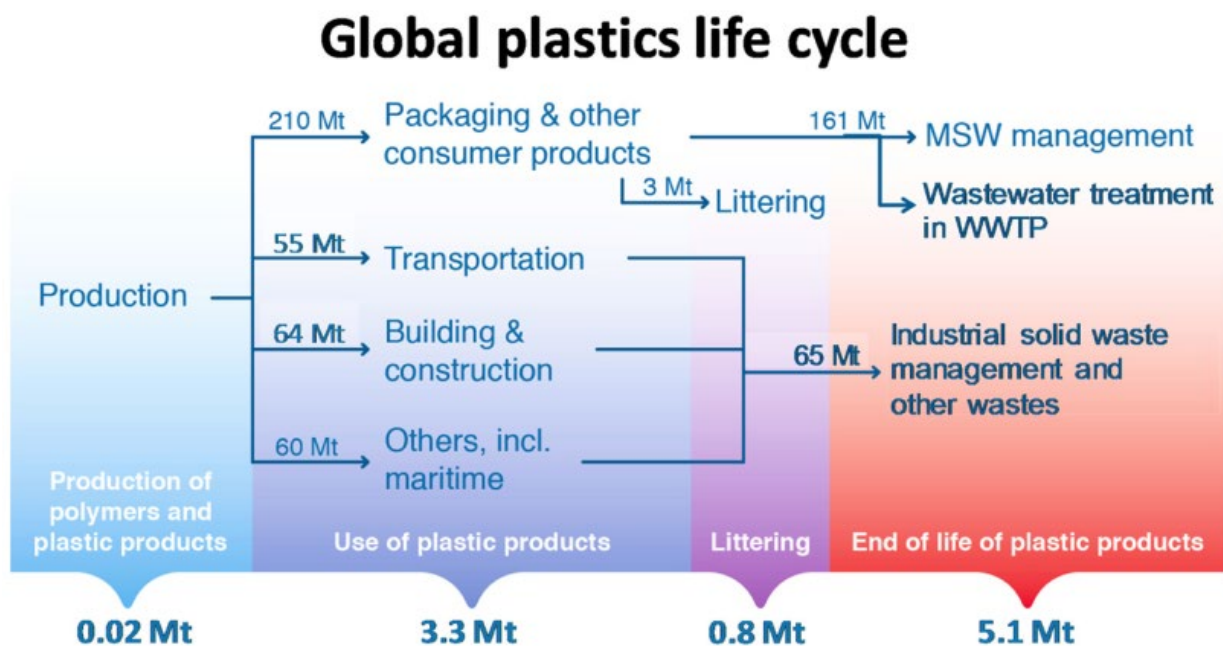 Global plastics life cycle
210 Mt
Packaging & other
consumer products
161 Mt
MSW management
3 Mt
Littering
Wastewater treatment
in WWTP
55 Mt
Transportation
Production
64 Mt
Building &
construction
65 Mt
Industrial solid waste
management and
other wastes
60 Mt
Others, incl.
maritime
Production of
polymers and
plastic products
Use of plastic products
Littering
End of life of plastic products
0.02 Mt
3.3 Mt
0.8 Mt
5.1 Mt